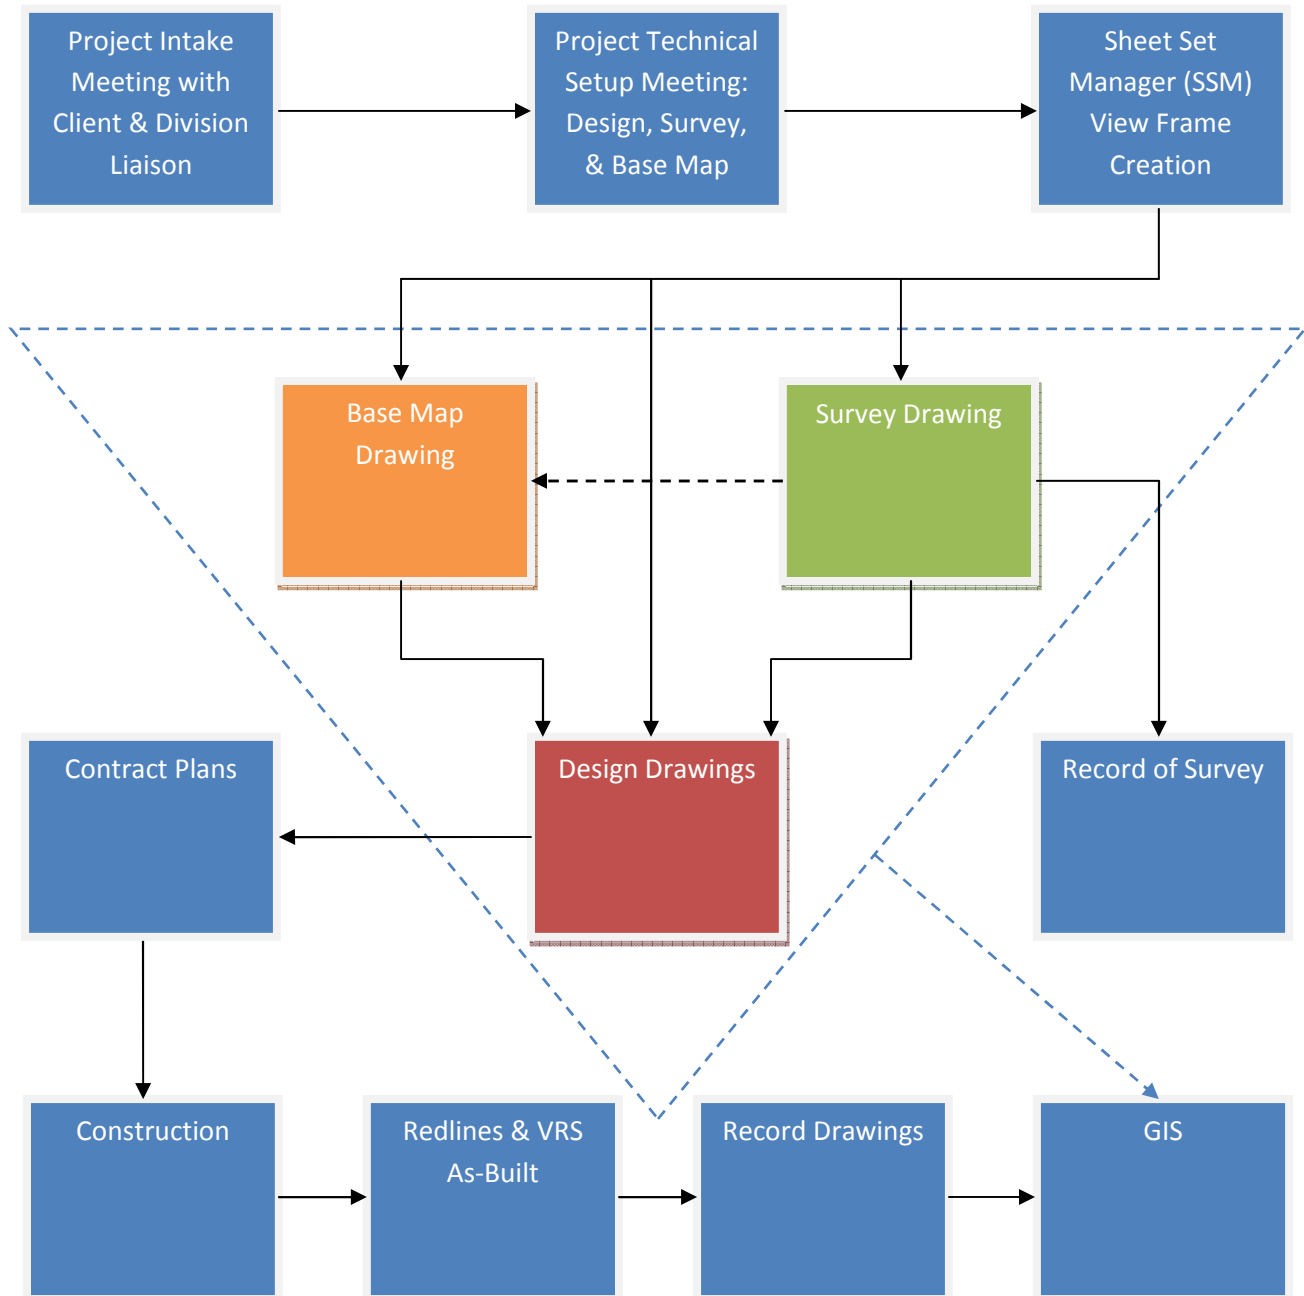 Project Intake
Meeting with
Client & Division
Liaison
Project Technical
Setup Meeting:
Design, Survey,
& Base Map
Sheet Set
Manager (SSM)
View Frame
Creation
Base Map
Drawing
Survey Drawing
Contract Plans
Design Drawings
Record of Survey
Construction
Redlines & VRS
As-Built
Record Drawings
GIS